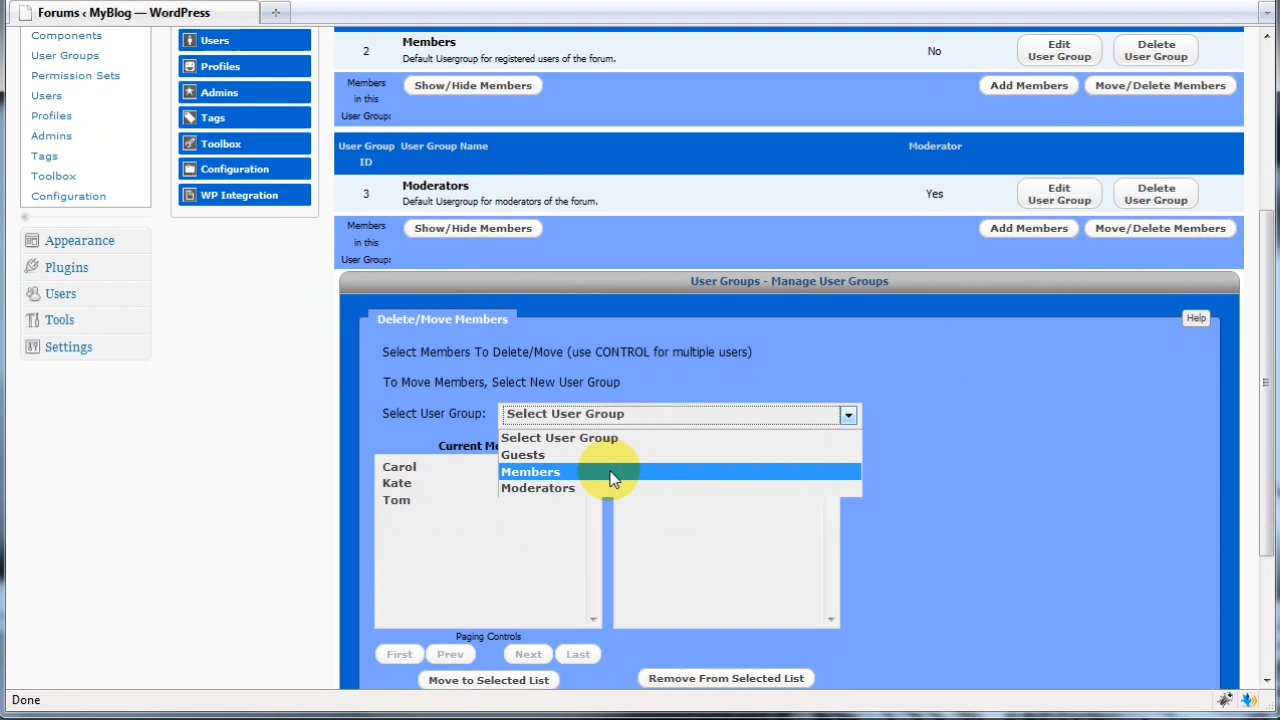 Forums ‹ MyBlog — WordPress
Components
User Groups
Permission Sets
Users
Profiles
Admins
Tags
Toolbox
Configuration
Appearance
Plugins
Users
Tools
Settings
Users
Profiles
Admins
Tags
Toolbox
Configuration
WP Integration
2
Members
Default Usergroup for registered users of the forum.
No
Edit
User Group
Delete
User Group
Members
in this
User Group:
Show/Hide Members
Add Members
Move/Delete Members
User Group
ID
User Group Name
Moderator
3
Moderators
Default Usergroup for moderators of the forum.
Yes
Edit
User Group
Delete
User Group
Members
in this
User Group:
Show/Hide Members
Add Members
Move/Delete Members
User Groups - Manage User Groups
Delete/Move Members
Help
Select Members To Delete/Move (use CONTROL for multiple users)
To Move Members, Select New User Group
Select User Group:
Select User Group
Select User Group
Guests
Members
Moderators
Current Me
Carol
Kate
Tom
Paging Controls
First
Prev
Next
Last
Move to Selected List
Remove From Selected List
Done